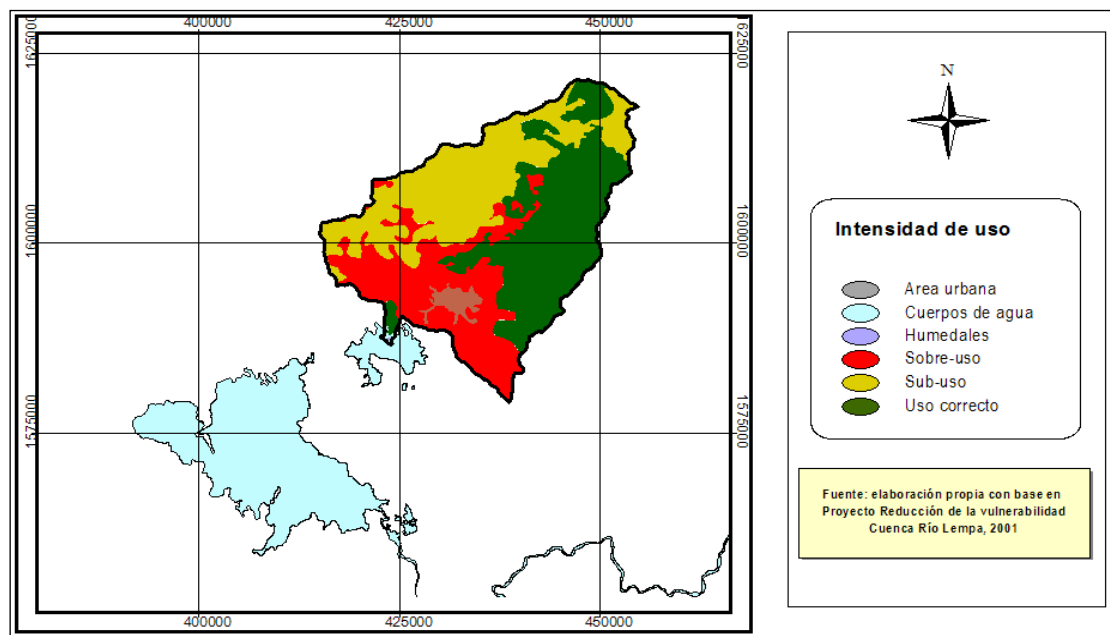 400000
425000
450000
1625000
1625000
1600000
1600000
1575000
1575000
400000
425000
450000
N
Intensidad de uso
Area urbana
Cuerpos de agua
Humedales
Sobre-uso
Sub-uso
Uso correcto
Fuente: elaboración propia con base en
Proyecto Reducción de la vulnerabilidad
Cuenca Río Lempa, 2001